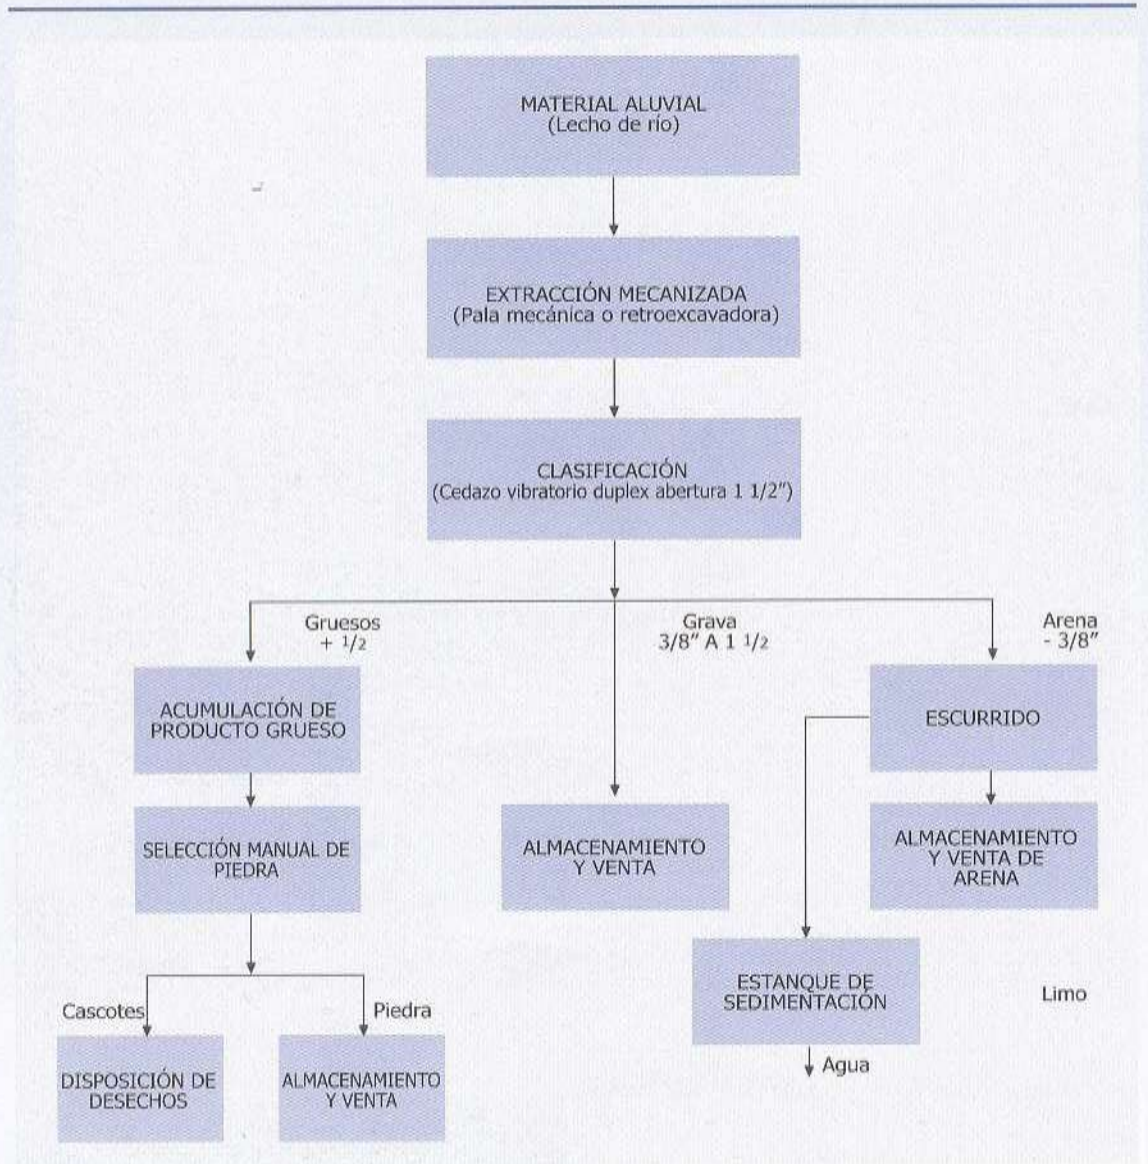 MATERIAL ALUVIAL
(Lecho de río)
EXTRACCIÓN MECANIZADA
(Pala mecánica o retroexcavadora)
CLASIFICACIÓN
(Cedazo vibratorio duplex abertura 1 1/2")
Gruesos
+ 1/2
Grava
3/8" A 1 1/2
Arena
- 3/8"
ACUMULACIÓN DE
PRODUCTO GRUESO
ESCURRIDO
SELECCIÓN MANUAL DE
PIEDRA
ALMACENAMIENTO
Y VENTA
ALMACENAMIENTO
Y VENTA DE
ARENA
ESTANQUE DE
SEDIMENTACIÓN
Limo
Cascotes
Piedra
Agua
DISPOSICIÓN DE
DESECHOS
ALMACENAMIENTO
Y VENTA